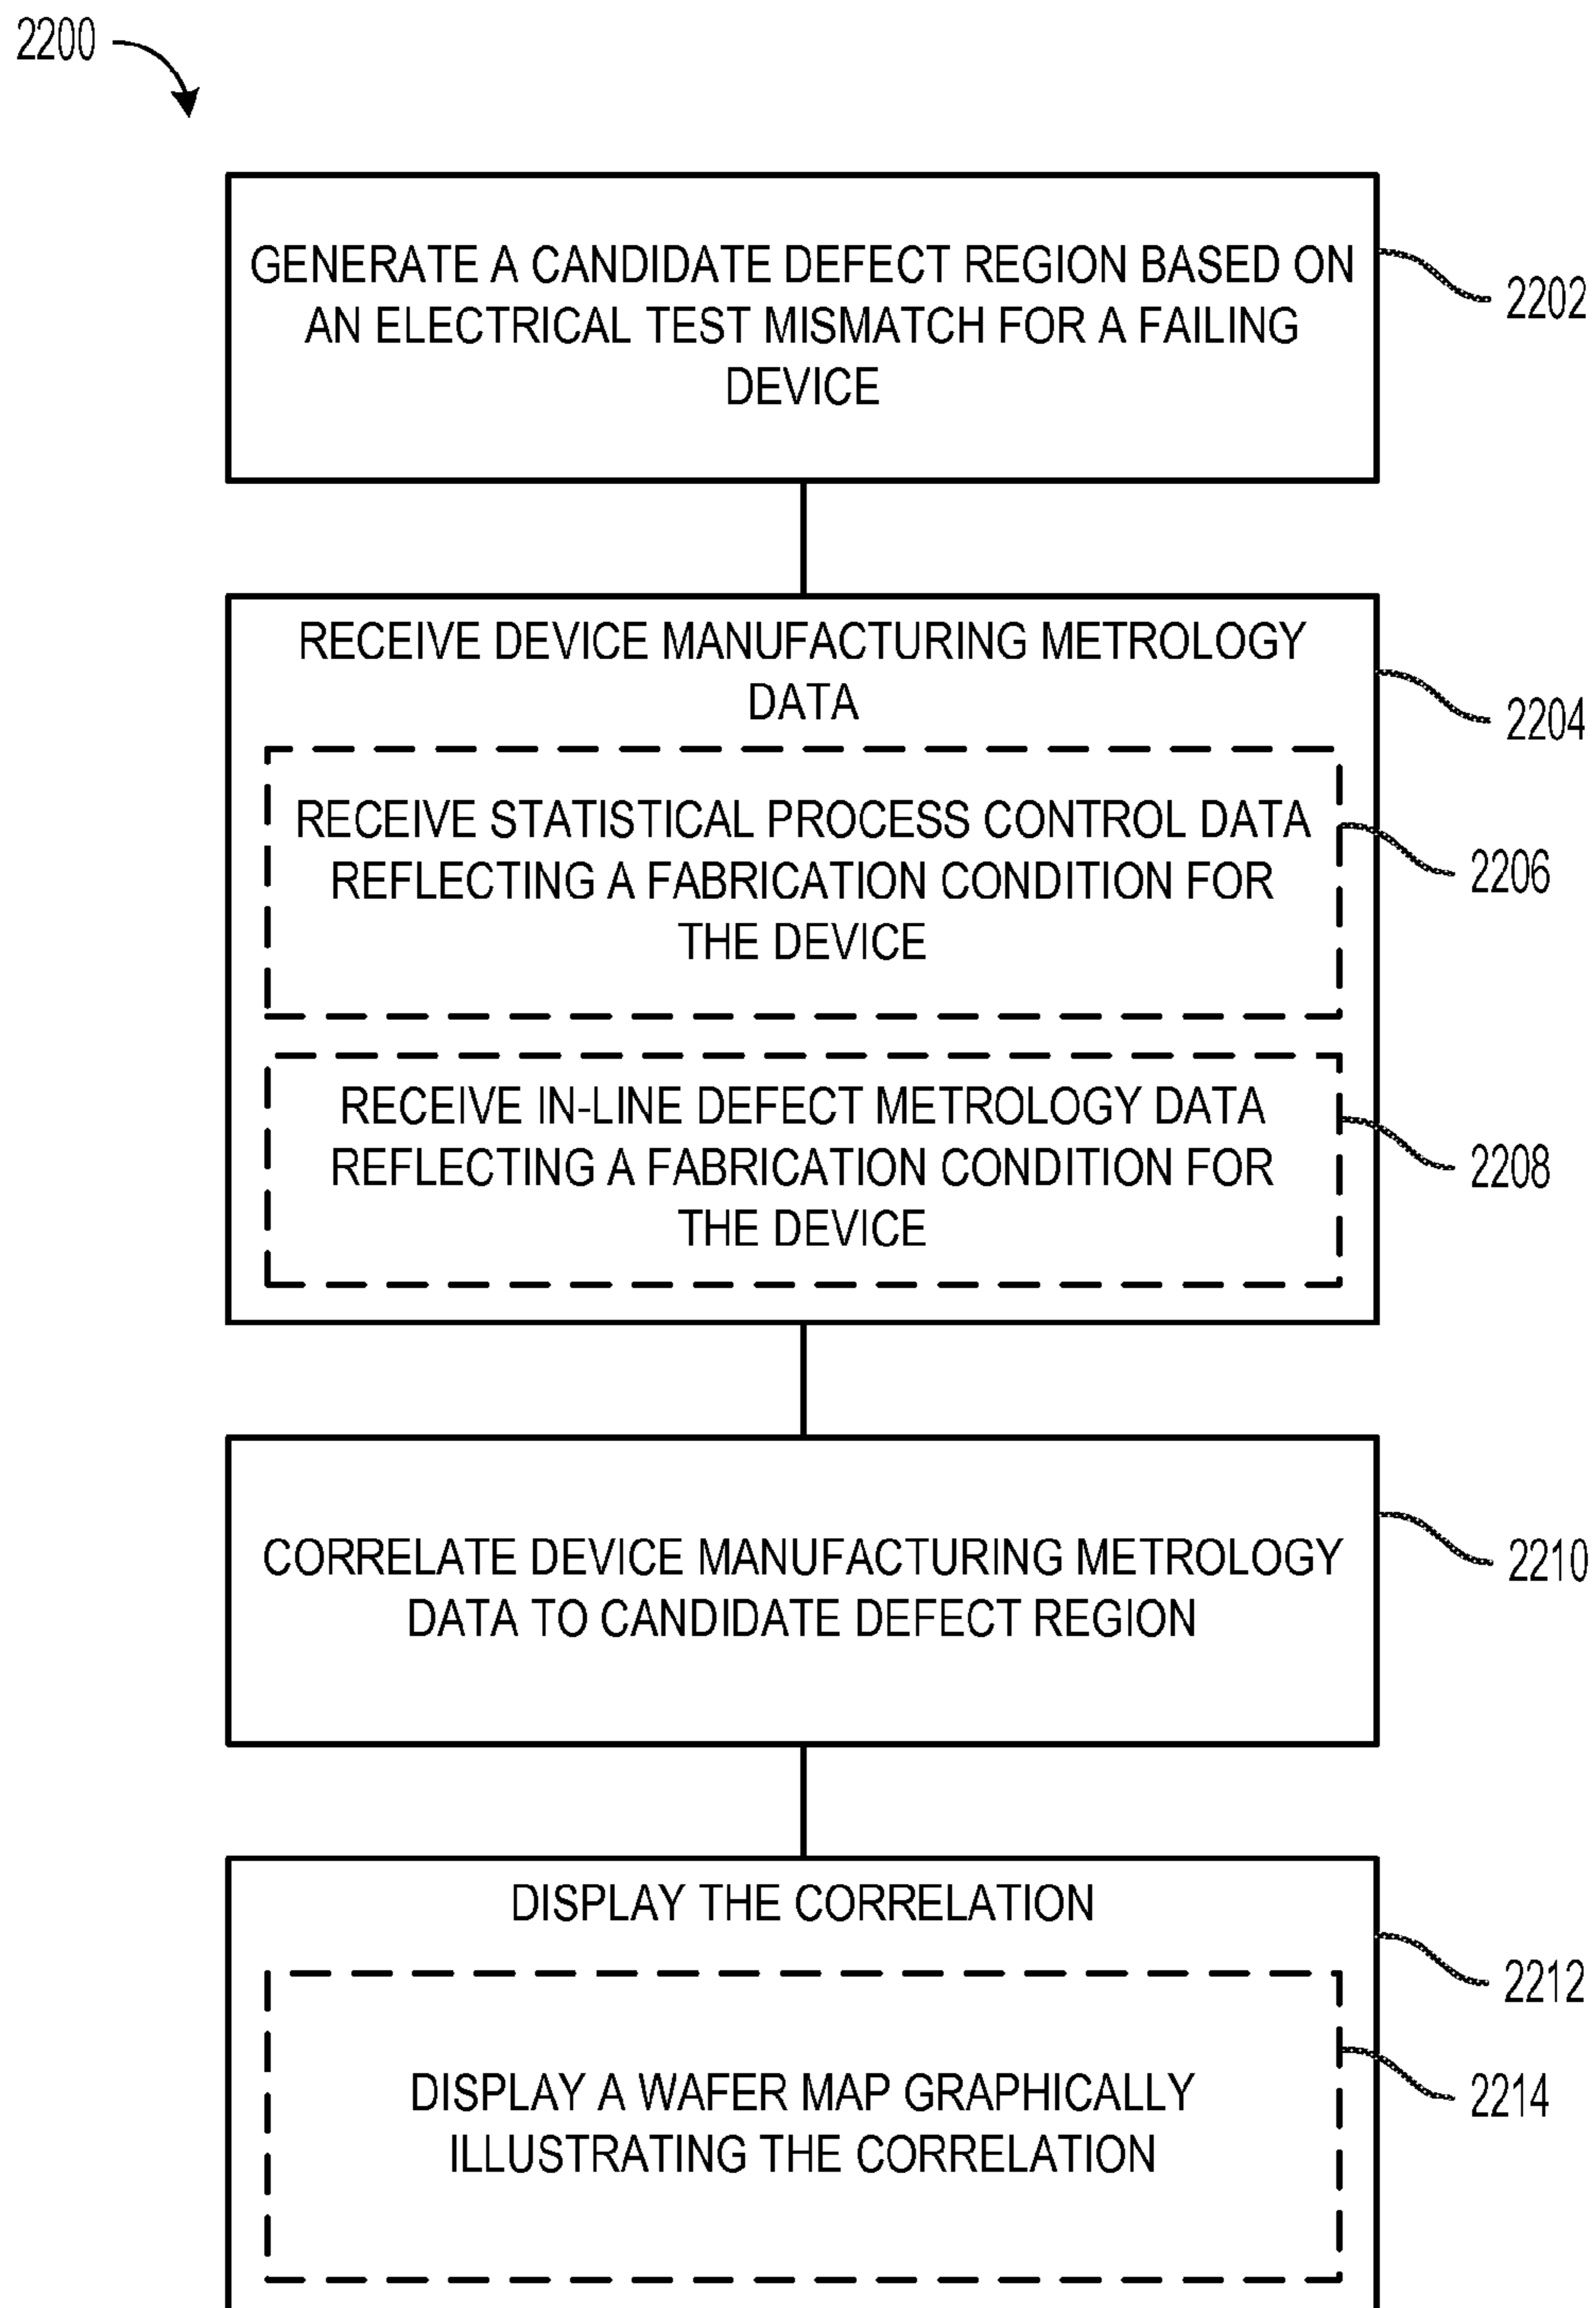 2200
GENERATE A CANDIDATE DEFECT REGION BASED ON
AN ELECTRICAL TEST MISMATCH FOR A FAILING
DEVICE
2202
RECEIVE DEVICE MANUFACTURING METROLOGY
DATA
2204
RECEIVE STATISTICAL PROCESS CONTROL DATA
REFLECTING A FABRICATION CONDITION FOR
THE DEVICE
2206
RECEIVE IN-LINE DEFECT METROLOGY DATA
REFLECTING A FABRICATION CONDITION FOR
THE DEVICE
2208
CORRELATE DEVICE MANUFACTURING METROLOGY
DATA TO CANDIDATE DEFECT REGION
2210
DISPLAY THE CORRELATION
2212
DISPLAY A WAFER MAP GRAPHICALLY
ILLUSTRATING THE CORRELATION
2214